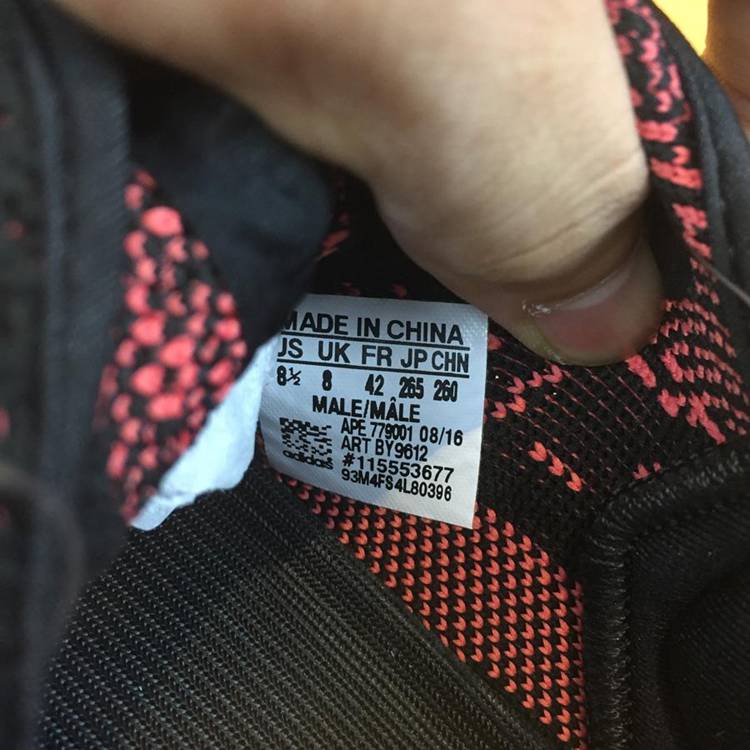 MADE IN CHINA
US UK FR JP CHN
8½ 8 42 265 260
MALE/MÂLE
APE 779001 08/16
ART BY9612
adidas #115553677
93M4FS4L80396